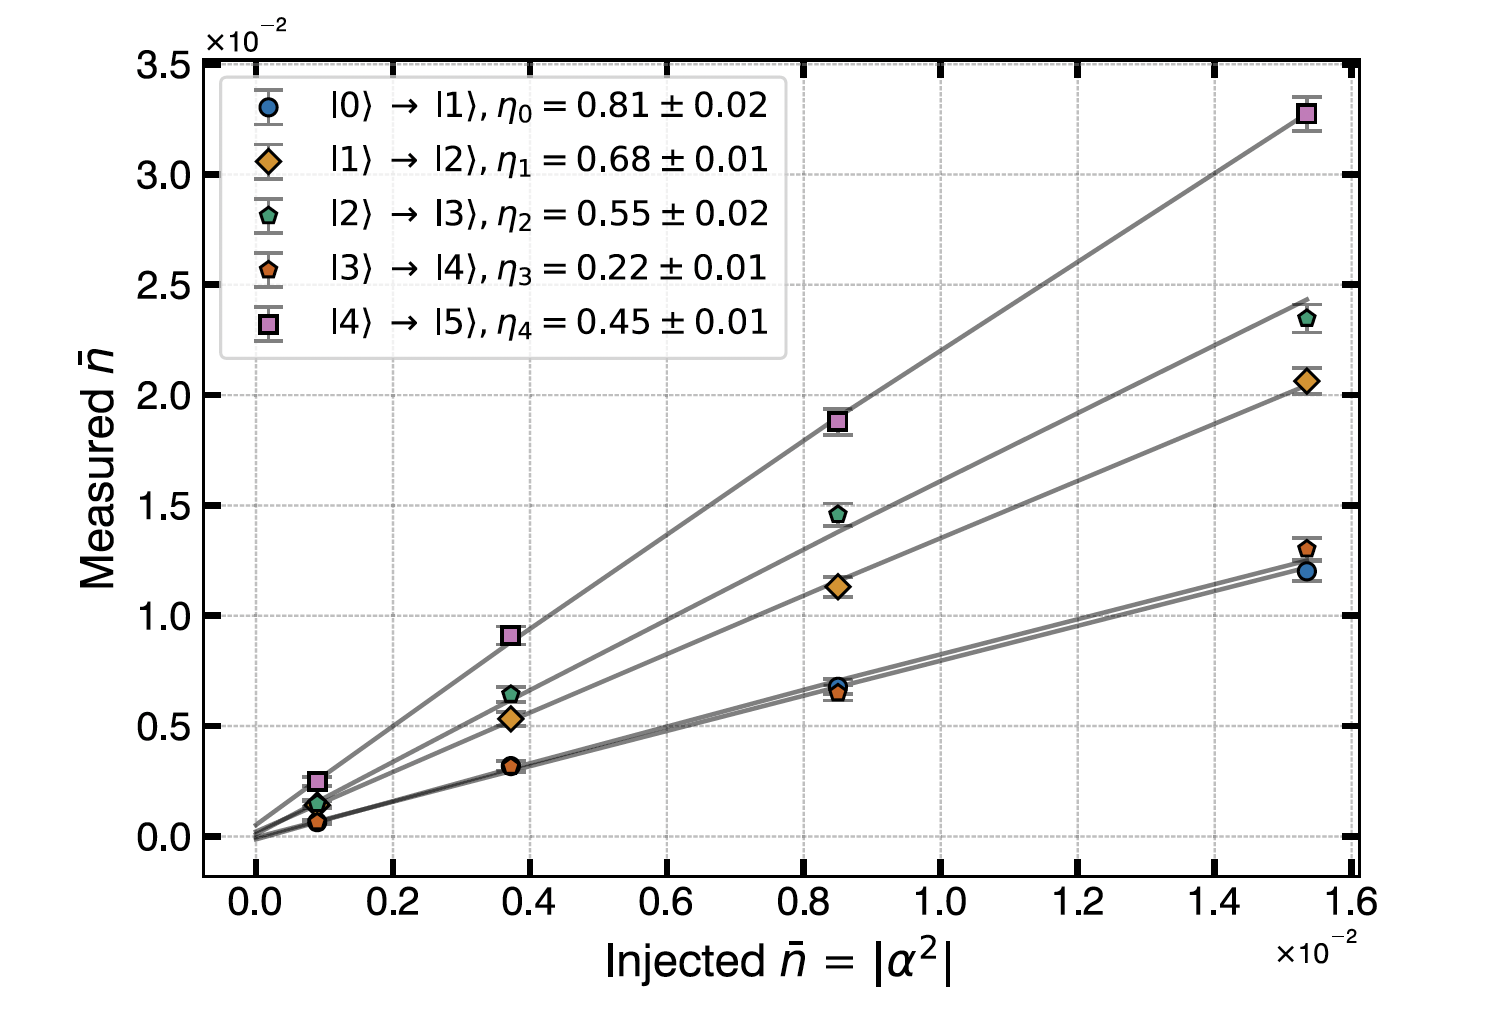 ×10⁻²
3.5
3.0
2.5
2.0
1.5
1.0
0.5
0.0
Measured n̄
|0⟩ → |1⟩, η₀ = 0.81 ± 0.02
|1⟩ → |2⟩, η₁ = 0.68 ± 0.01
|2⟩ → |3⟩, η₂ = 0.55 ± 0.02
|3⟩ → |4⟩, η₃ = 0.22 ± 0.01
|4⟩ → |5⟩, η₄ = 0.45 ± 0.01
0.0 0.2 0.4 0.6 0.8 1.0 1.2 1.4 1.6
×10⁻²
Injected n̄ = |α²|